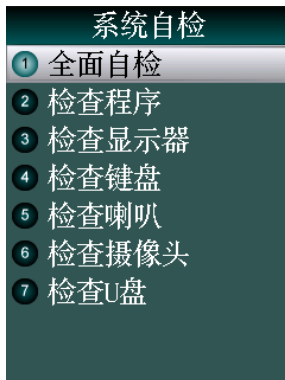 系统自检
1 全面自检
2 检查程序
3 检查显示器
4 检查键盘
5 检查喇叭
6 检查摄像头
7 检查U盘